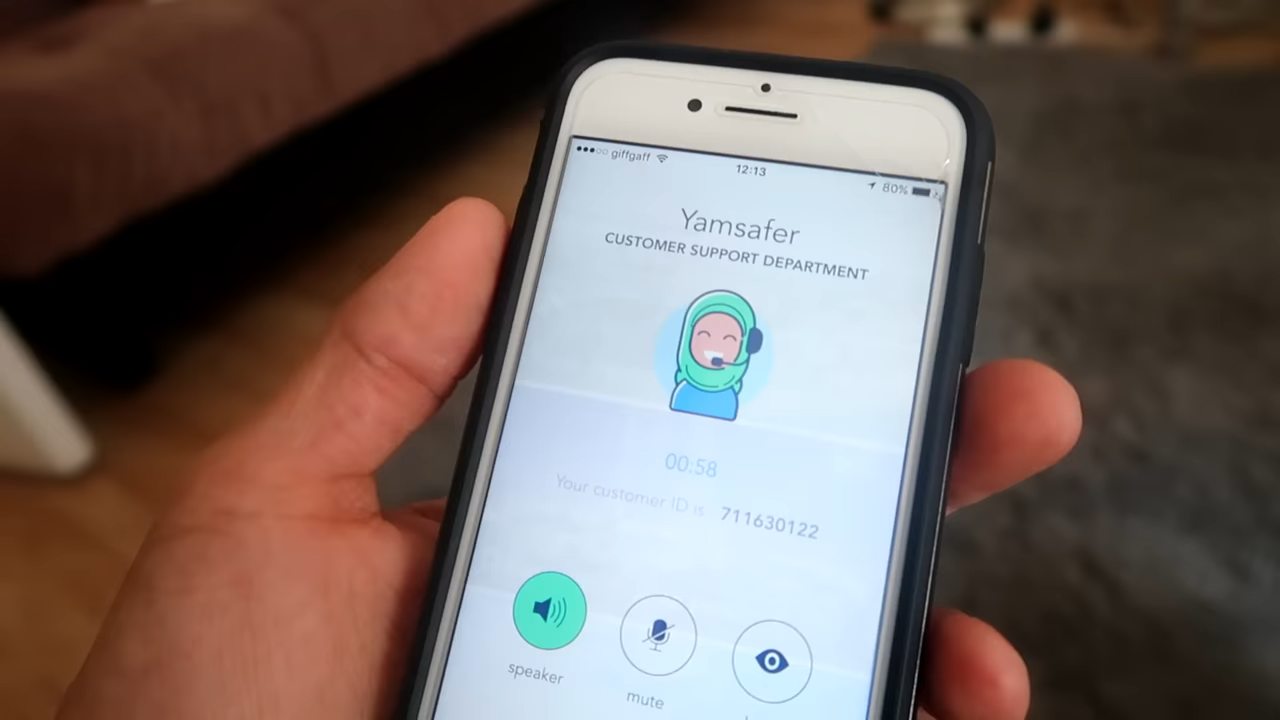 giffgaff 12:13 80%
Yamsafer
CUSTOMER SUPPORT DEPARTMENT
00:58
Your customer ID is 711630122
speaker
mute